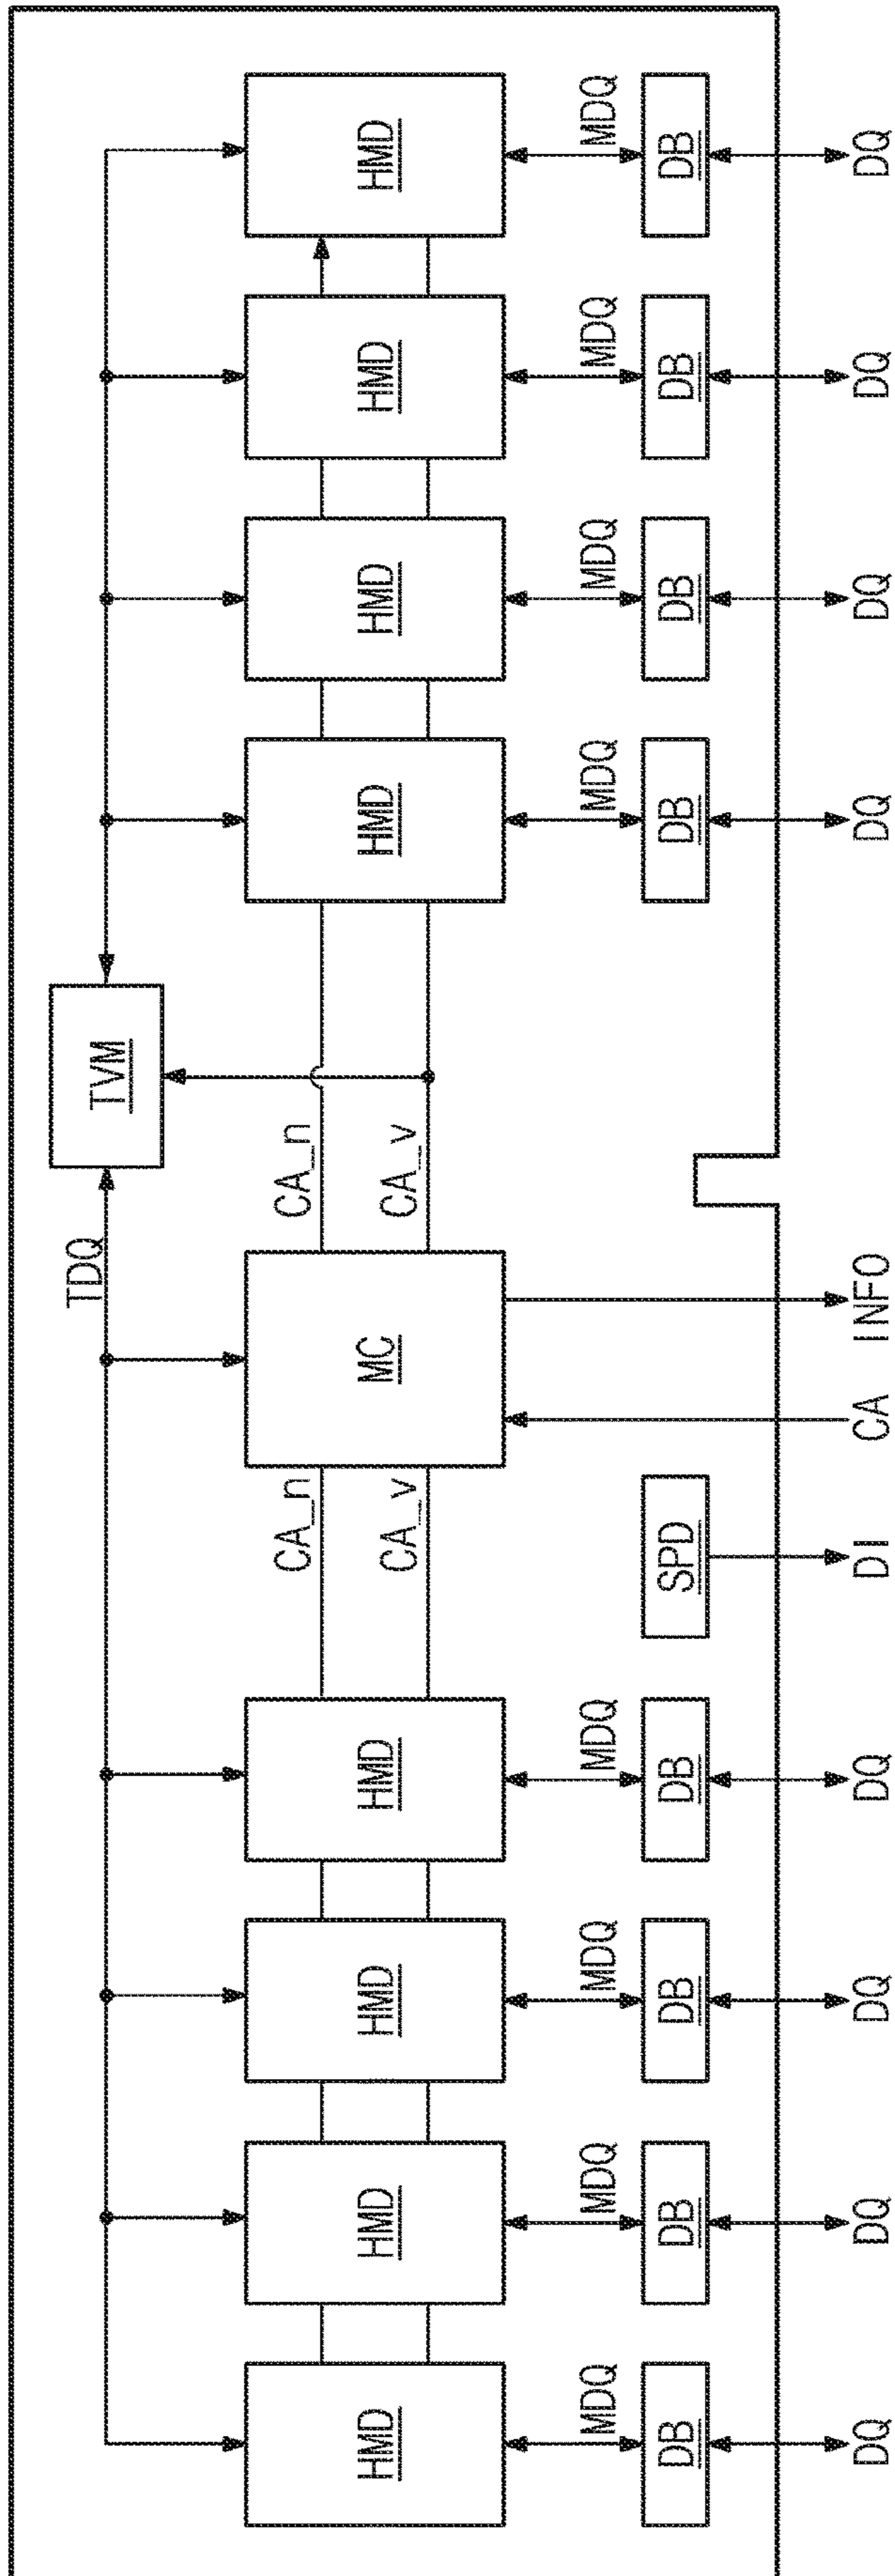 TDQ
TVM
CA_n
CA_n
HMD
HMD
HMD
HMD
MC
HMD
HMD
HMD
HMD
CA_v
CA_v
MDQ
MDQ
MDQ
MDQ
MDQ
MDQ
MDQ
MDQ
DB
DB
DB
DB
SPD
DB
DB
DB
DB
DQ
DQ
DQ
DQ
DI
CA
INFO
DQ
DQ
DQ
DQ